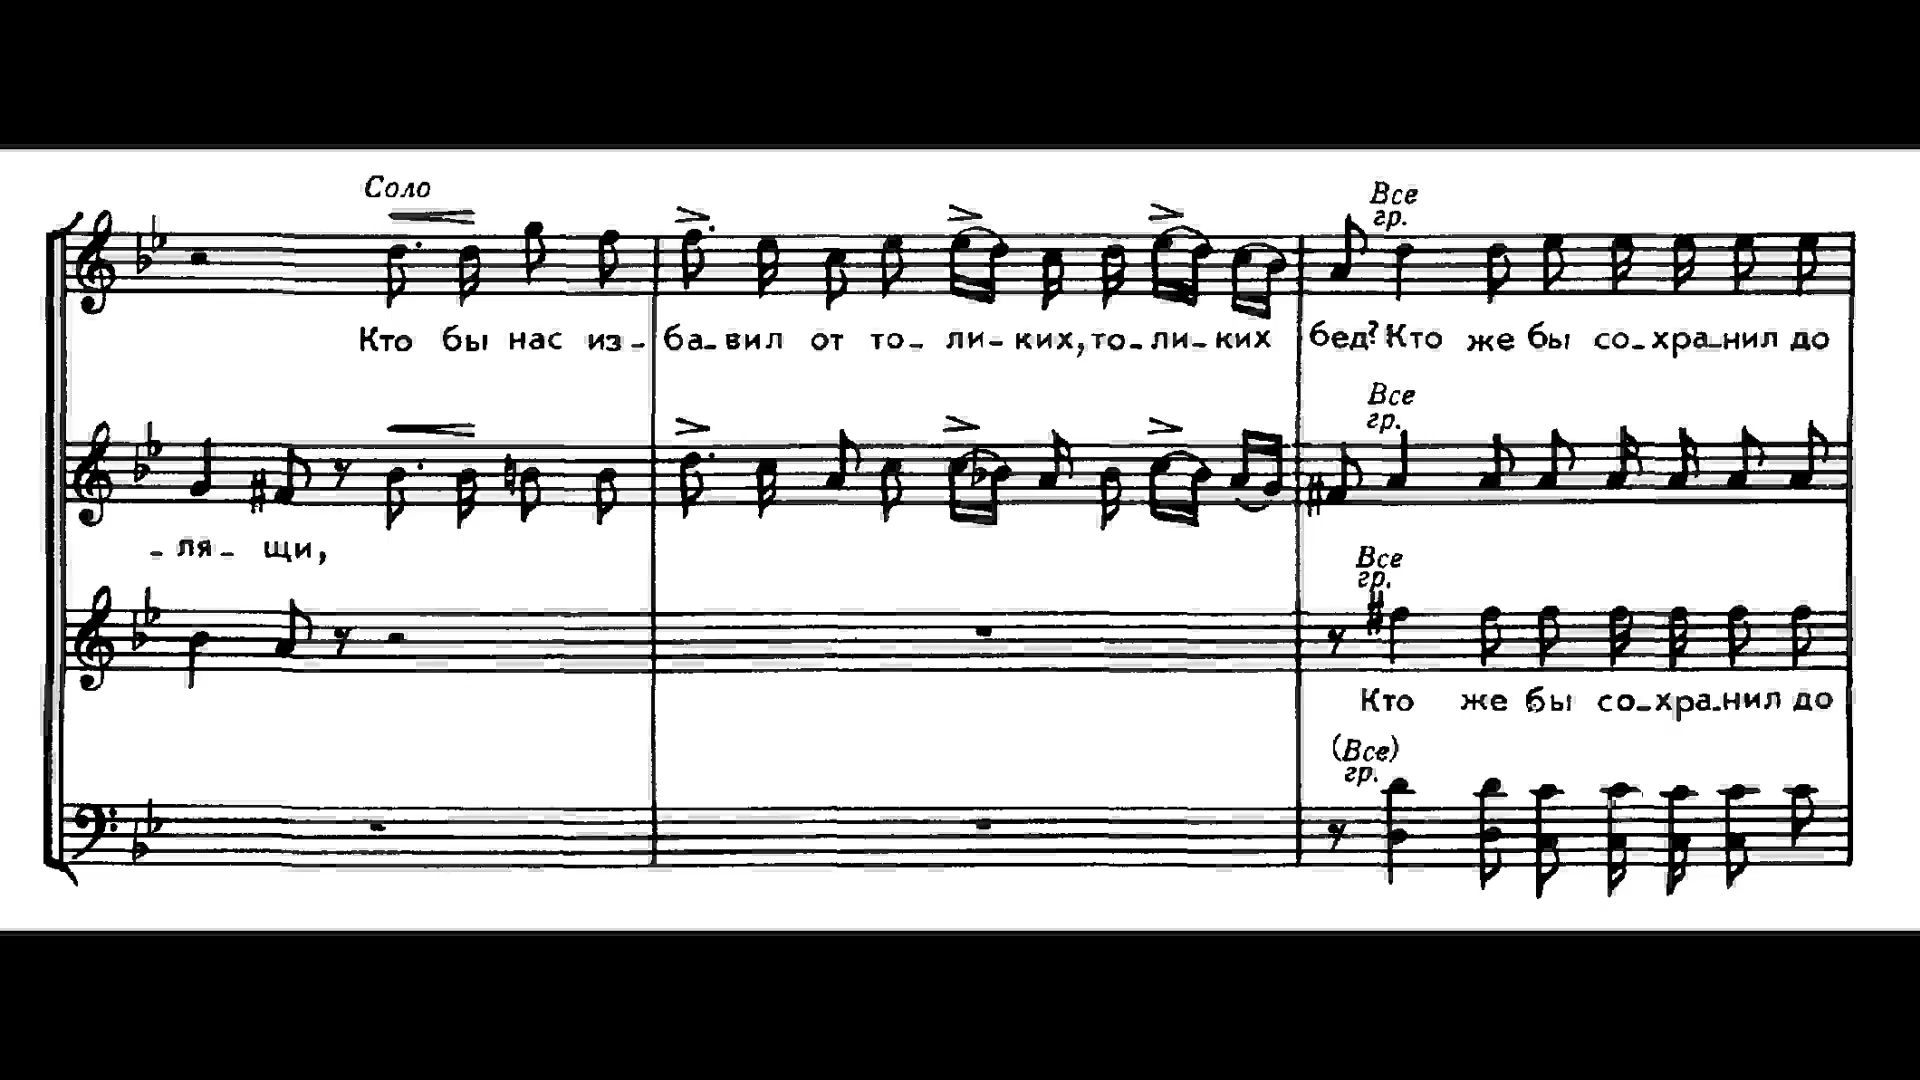 Соло
Все
гр.
Кто бы нас из- ба-вил от то- ли- ких, то- ли- ких бед? Кто же бы со-хра-нил до
Все
гр.
- ля- щи,
Все
гр.
Кто же бы со-хра-нил до
(Все)
гр.